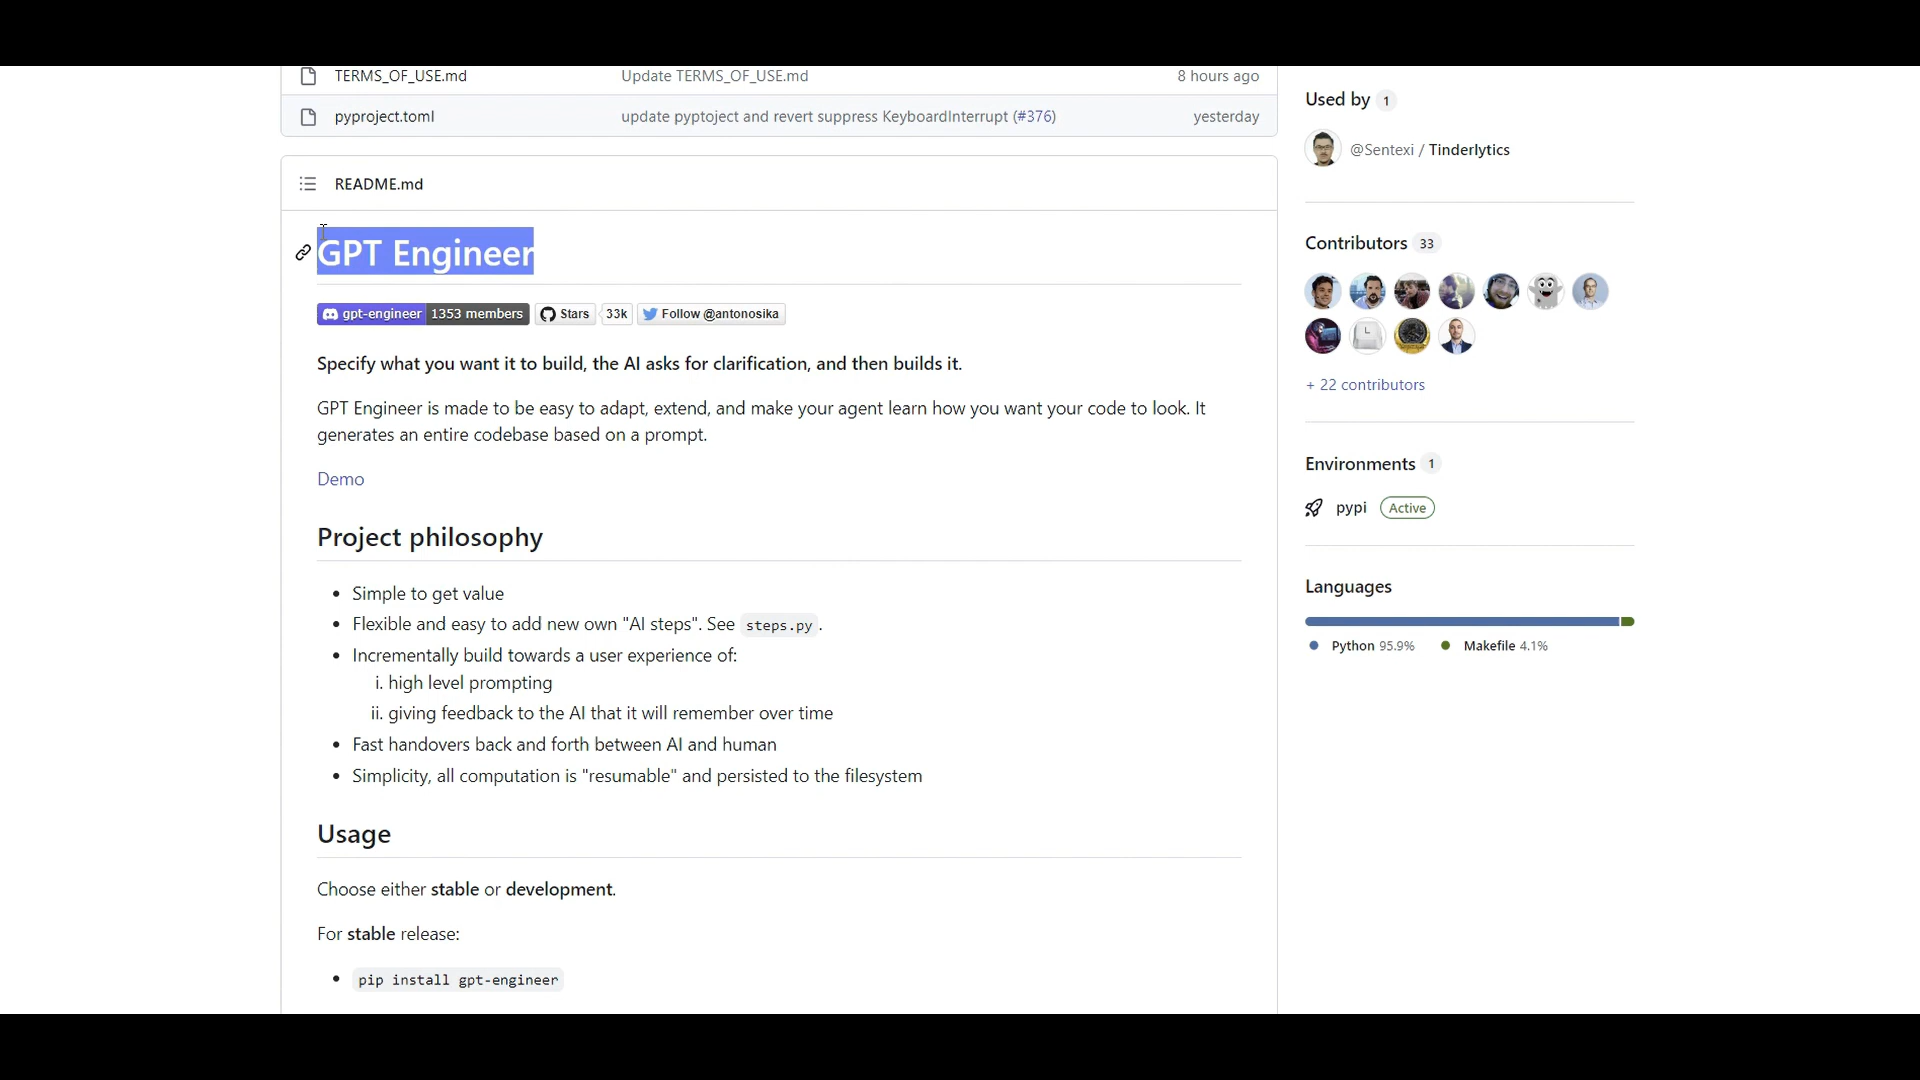 TERMS_OF_USE.md Update TERMS_OF_USE.md 8 hours ago
pyproject.toml update pyptoject and revert suppress KeyboardInterrupt (#376) yesterday
README.md
GPT Engineer
gpt-engineer 1353 members Stars 33k Follow @antonosika
Specify what you want it to build, the AI asks for clarification, and then builds it.
GPT Engineer is made to be easy to adapt, extend, and make your agent learn how you want your code to look. It
generates an entire codebase based on a prompt.
Demo
Project philosophy
• Simple to get value
• Flexible and easy to add new own "AI steps". See steps.py.
• Incrementally build towards a user experience of:
i. high level prompting
ii. giving feedback to the AI that it will remember over time
• Fast handovers back and forth between AI and human
• Simplicity, all computation is "resumable" and persisted to the filesystem
Usage
Choose either stable or development.
For stable release:
• pip install gpt-engineer
Used by 1
@Sentexi / Tinderlytics
Contributors 33
+ 22 contributors
Environments 1
pypi Active
Languages
Python 95.9% Makefile 4.1%